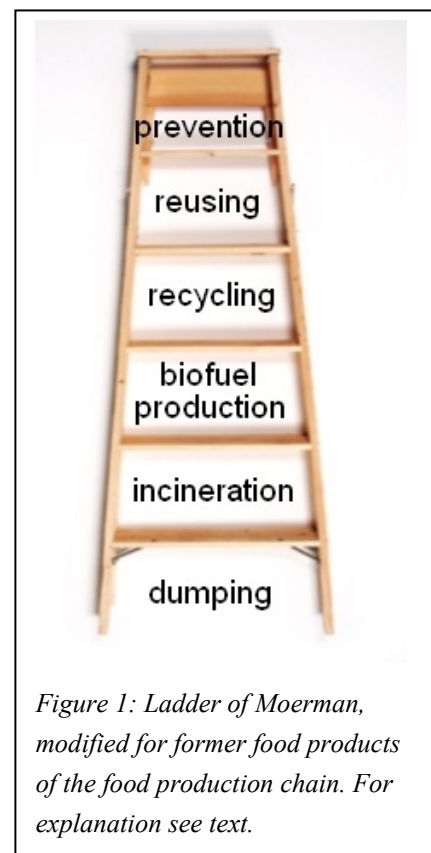 prevention
reusing
recycling
biofuel
production
incineration
dumping
Figure 1: Ladder of Moerman,
modified for former food products
of the food production chain. For
explanation see text.